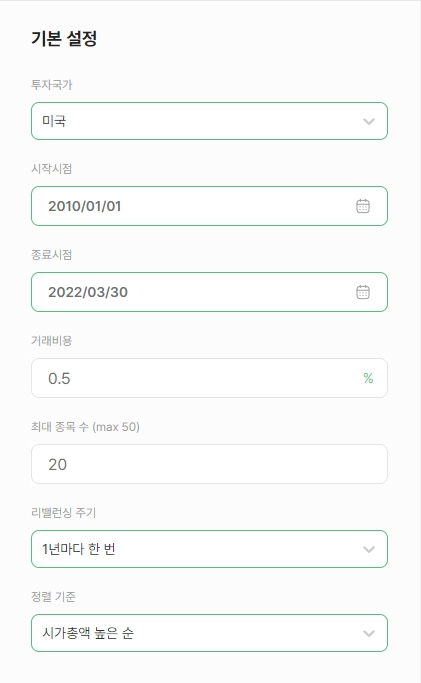 기본 설정
투자국가
미국
시작시점
2010/01/01
종료시점
2022/03/30
거래비용
0.5 %
최대 종목 수 (max 50)
20
리밸런싱 주기
1년마다 한 번
정렬 기준
시가총액 높은 순